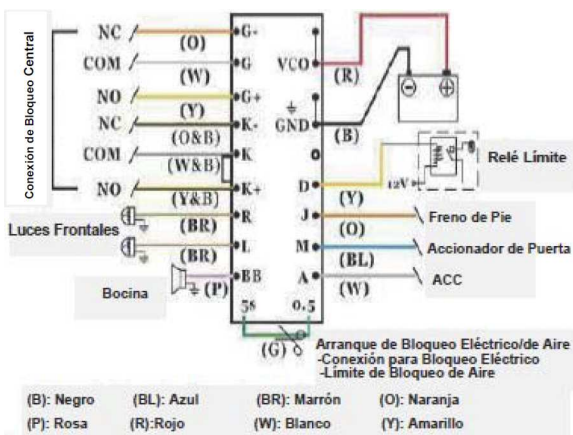 Conexión de Bloqueo Central
NC
(O)
G-
COM
(W)
G
NO
(Y)
G+
NC
(O&B)
K-
COM
(W&B)
K
NO
(Y&B)
K+
Luces Frontales
(BR)
R
(BR)
L
Bocina
(P)
BB
VCO
(R)
GND
(B)
D
(Y)
12V
Relé Límite
J
(O)
Freno de Pie
M
(BL)
Accionador de Puerta
A
(W)
ACC
5s
0.5
(G)
Arranque de Bloqueo Eléctrico/de Aire
-Conexión para Bloqueo Eléctrico
-Límite de Bloqueo de Aire
(B): Negro (BL): Azul (BR): Marrón (O): Naranja
(P): Rosa (R):Rojo (W): Blanco (Y): Amarillo